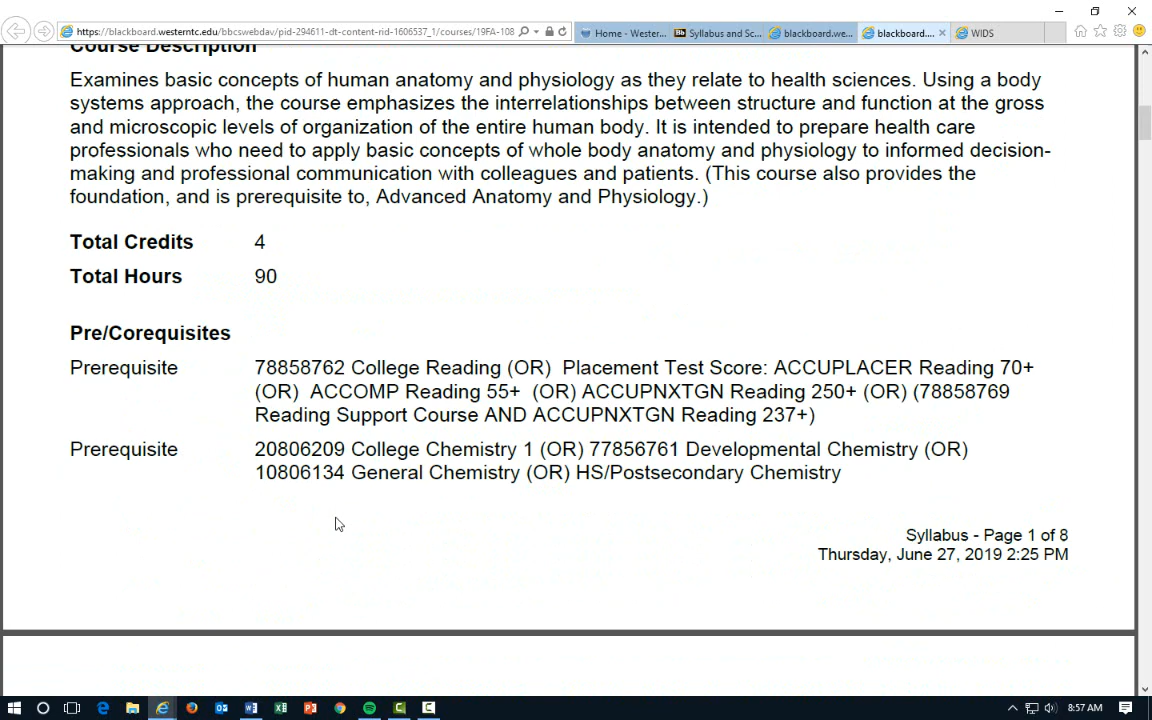 https://blackboard.westerntc.edu/bbcswebdav/pid-294611-dt-content-rid-1606537_1/courses/19FA-108
Home - Wester...
Syllabus and Sc...
blackboard.we...
blackboard....
WIDS
Course Description
Examines basic concepts of human anatomy and physiology as they relate to health sciences. Using a body
systems approach, the course emphasizes the interrelationships between structure and function at the gross
and microscopic levels of organization of the entire human body. It is intended to prepare health care
professionals who need to apply basic concepts of whole body anatomy and physiology to informed decision-
making and professional communication with colleagues and patients. (This course also provides the
foundation, and is prerequisite to, Advanced Anatomy and Physiology.)
Total Credits 4
Total Hours 90
Pre/Corequisites
Prerequisite 78858762 College Reading (OR) Placement Test Score: ACCUPLACER Reading 70+
(OR) ACCOMP Reading 55+ (OR) ACCUPNXTGN Reading 250+ (OR) (78858769
Reading Support Course AND ACCUPNXTGN Reading 237+)
Prerequisite 20806209 College Chemistry 1 (OR) 77856761 Developmental Chemistry (OR)
10806134 General Chemistry (OR) HS/Postsecondary Chemistry
Syllabus - Page 1 of 8
Thursday, June 27, 2019 2:25 PM
8:57 AM